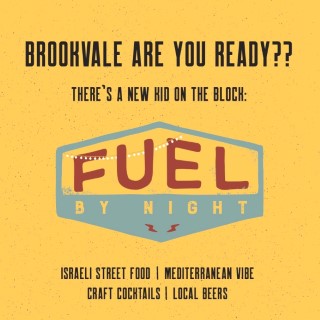 BROOKVALE ARE YOU READY??
THERE'S A NEW KID ON THE BLOCK:
FUEL
BY NIGHT
ISRAELI STREET FOOD | MEDITERRANEAN VIBE
CRAFT COCKTAILS | LOCAL BEERS